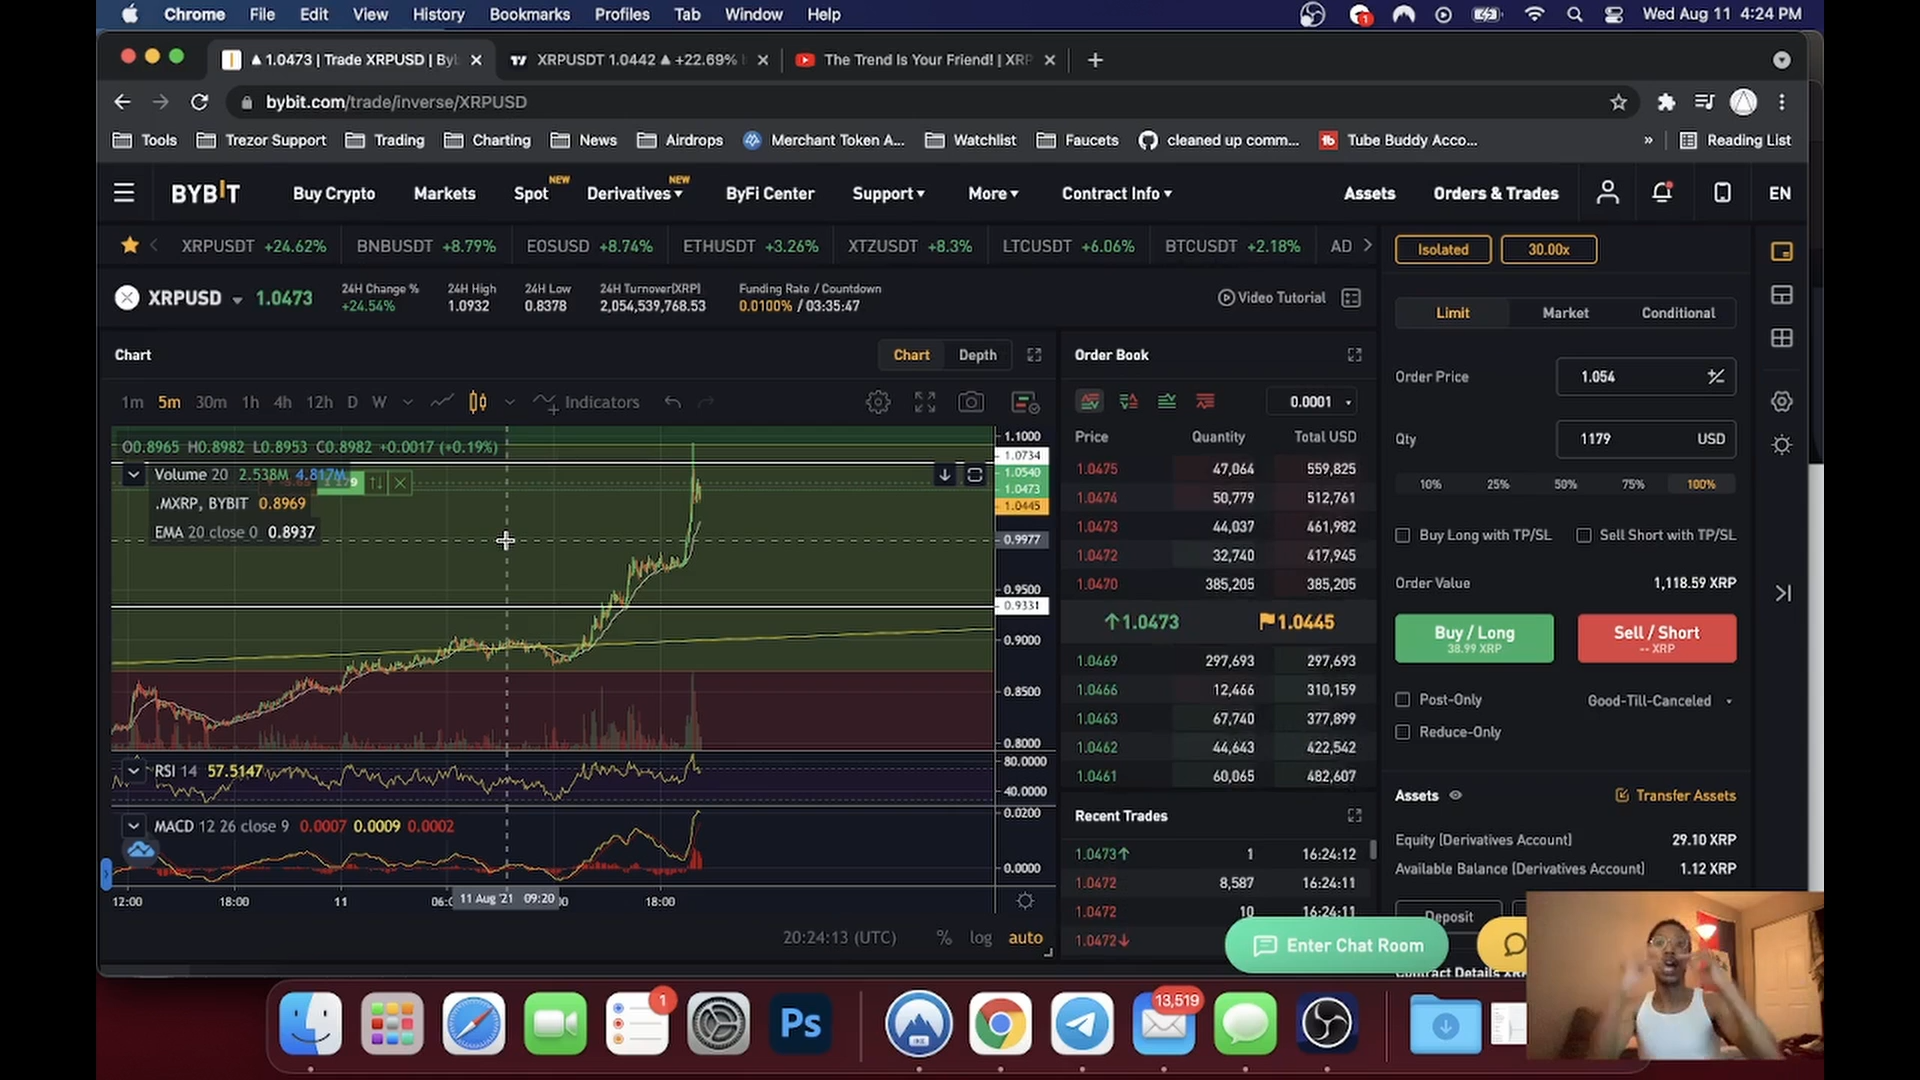 Chrome File Edit View History Bookmarks Profiles Tab Window Help 1 Wed Aug 11 4:24 PM
▲1.0473 | Trade XRPUSD | Byb XRPUSDT 1.0442 ▲ +22.69% The Trend Is Your Friend! | XRP
bybit.com/trade/inverse/XRPUSD
Tools Trezor Support Trading Charting News Airdrops Merchant Token A... Watchlist Faucets cleaned up comm... tb Tube Buddy Acco... » Reading List
BYBIT Buy Crypto Markets Spot NEW Derivatives NEW ByFi Center Support More Contract Info Assets Orders & Trades EN
XRPUSDT +24.62% BNBUSDT +8.79% EOSUSD +8.74% ETHUSDT +3.26% XTZUSDT +8.3% LTCUSDT +6.06% BTCUSDT +2.18% AD
Isolated 30.00x
XRPUSD 1.0473
24H Change % 24H High 24H Low 24H Turnover(XRP) Funding Rate / Countdown
+24.54% 1.0932 0.8378 2,054,539,768.53 0.0100% / 03:35:47
Video Tutorial
Limit Market Conditional
Chart Chart Depth
1m 5m 30m 1h 4h 12h D W Indicators
O0.8965 H0.8982 L0.8953 C0.8982 +0.0017 (+0.19%)
Volume 20 2.538M 4.817M
.MXRP, BYBIT 0.8969
EMA 20 close 0 0.8937
1.1000
1.0734
1.0540
1.0473
1.0445
0.9977
0.9500
0.9331
0.9000
0.8500
0.8000
RSI 14 57.5147
80.0000
40.0000
MACD 12 26 close 9 0.0007 0.0009 0.0002
0.0200
0.0000
12:00 18:00 11 11 Aug '21 09:20 18:00
20:24:13 (UTC) % log auto
Order Book
0.0001
Price Quantity Total USD
1.0475 47,064 559,825
1.0474 50,779 512,761
1.0473 44,037 461,982
1.0472 32,740 417,945
1.0470 385,205 385,205
↑1.0473 1.0445
1.0469 297,693 297,693
1.0466 12,466 310,159
1.0463 67,740 377,899
1.0462 44,643 422,542
1.0461 60,065 482,607
Recent Trades
1.0473↑ 1 16:24:12
1.0472 8,587 16:24:11
1.0472 10 16:24:11
1.0472↓
Order Price 1.054
Qty 1179 USD
10% 25% 50% 75% 100%
Buy Long with TP/SL Sell Short with TP/SL
Order Value 1,118.59 XRP
Buy / Long
38.99 XRP
Sell / Short
-- XRP
Post-Only Good-Till-Canceled
Reduce-Only
Assets Transfer Assets
Equity (Derivatives Account) 29.10 XRP
Available Balance (Derivatives Account) 1.12 XRP
Deposit
Enter Chat Room
Contract Details
1 Ps 13,519